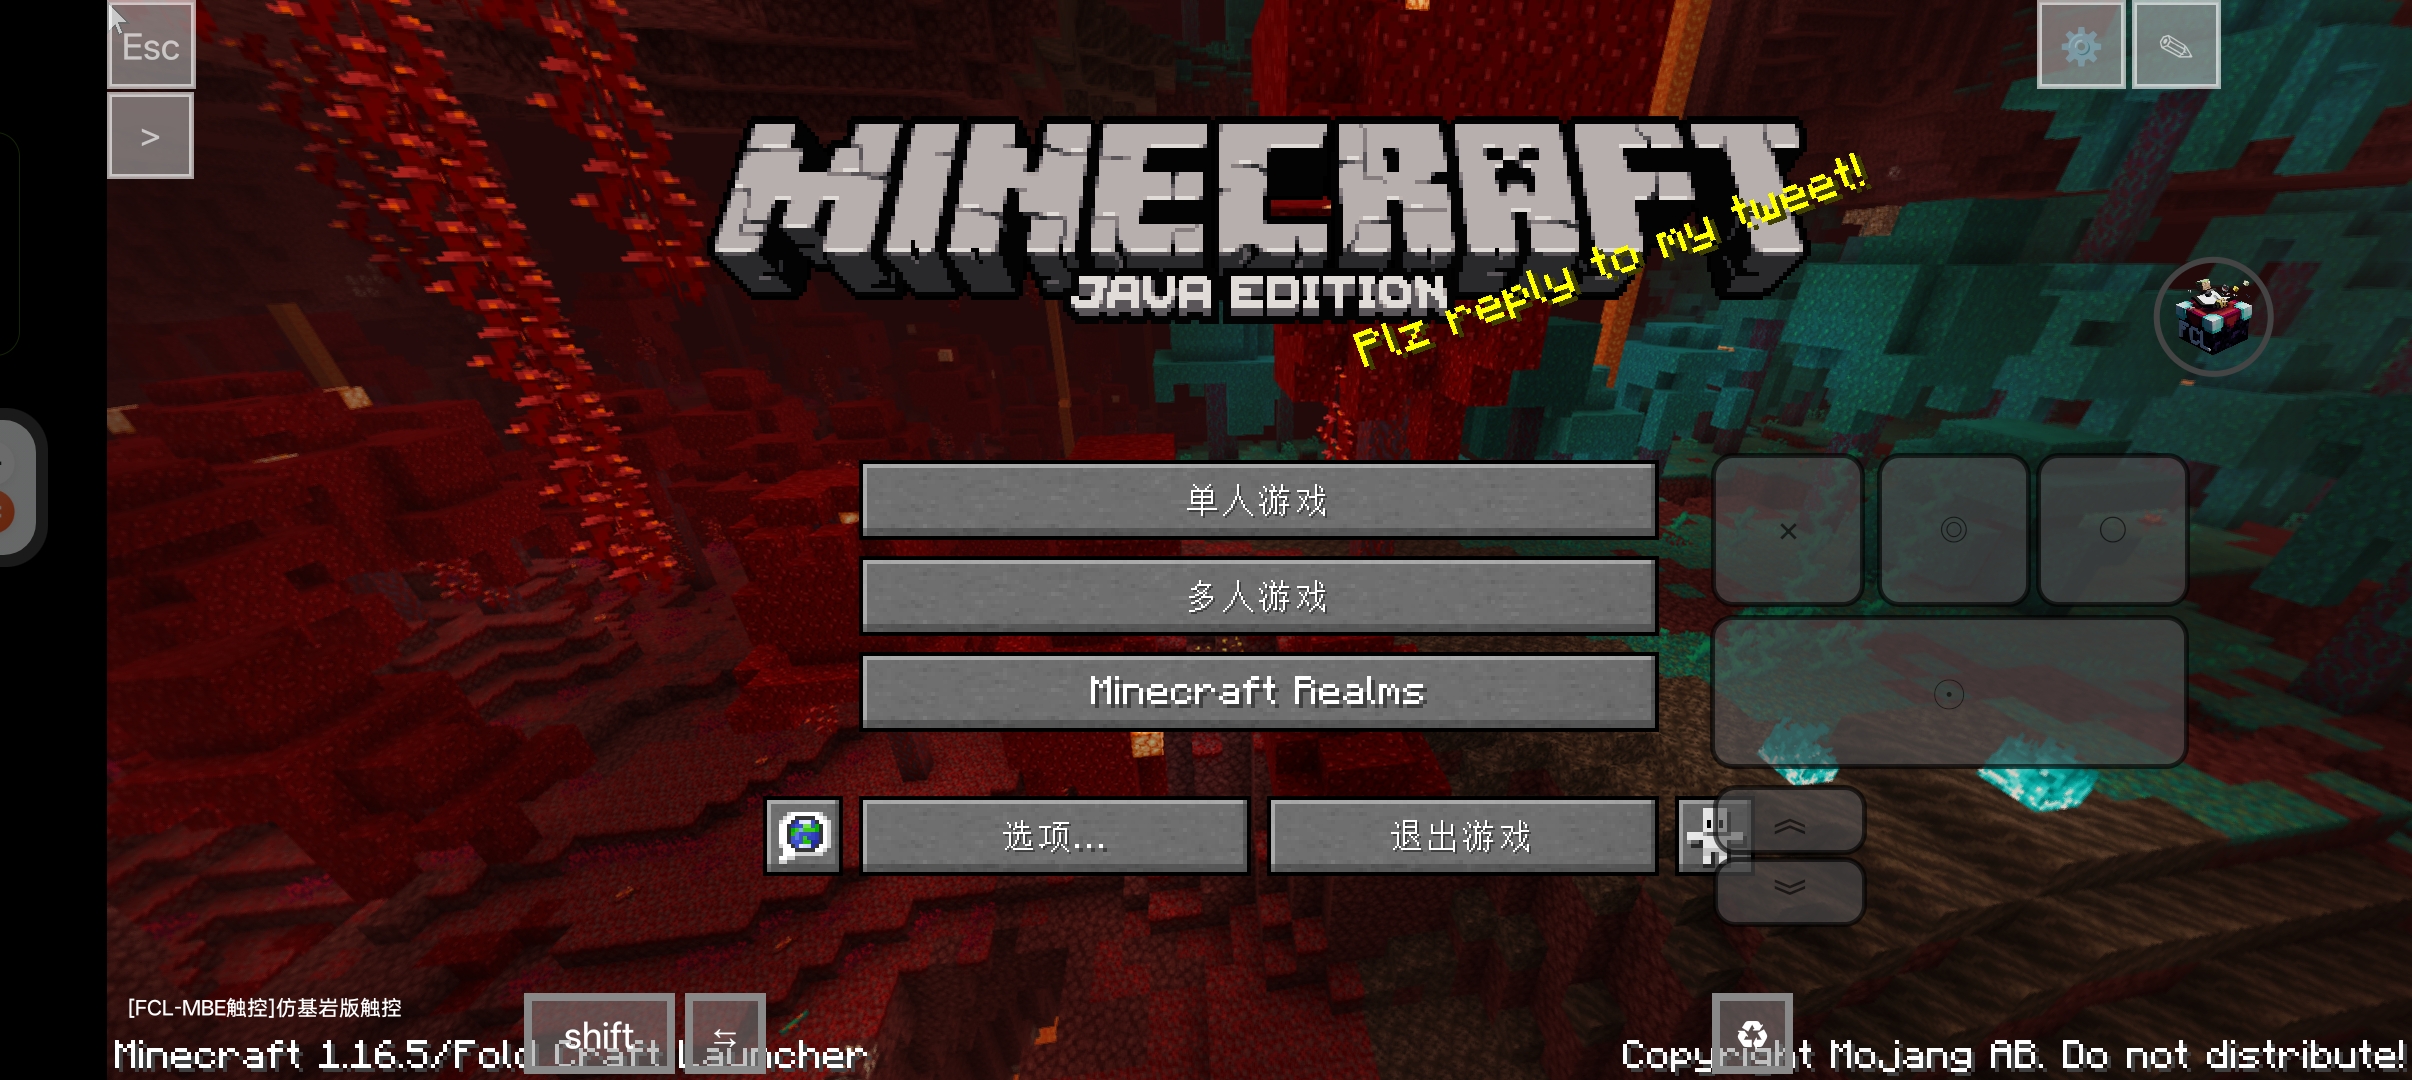 Esc
>
MINECRAFT
JAVA EDITION
Plz reply to my tweet!
FCL
单人游戏
多人游戏
Minecraft Realms
选项...
退出游戏
[FCL-MBE触控]仿基岩版触控
shift
Minecraft 1.16.5/Fold Craft Launcher
Copyright Mojang AB. Do not distribute!